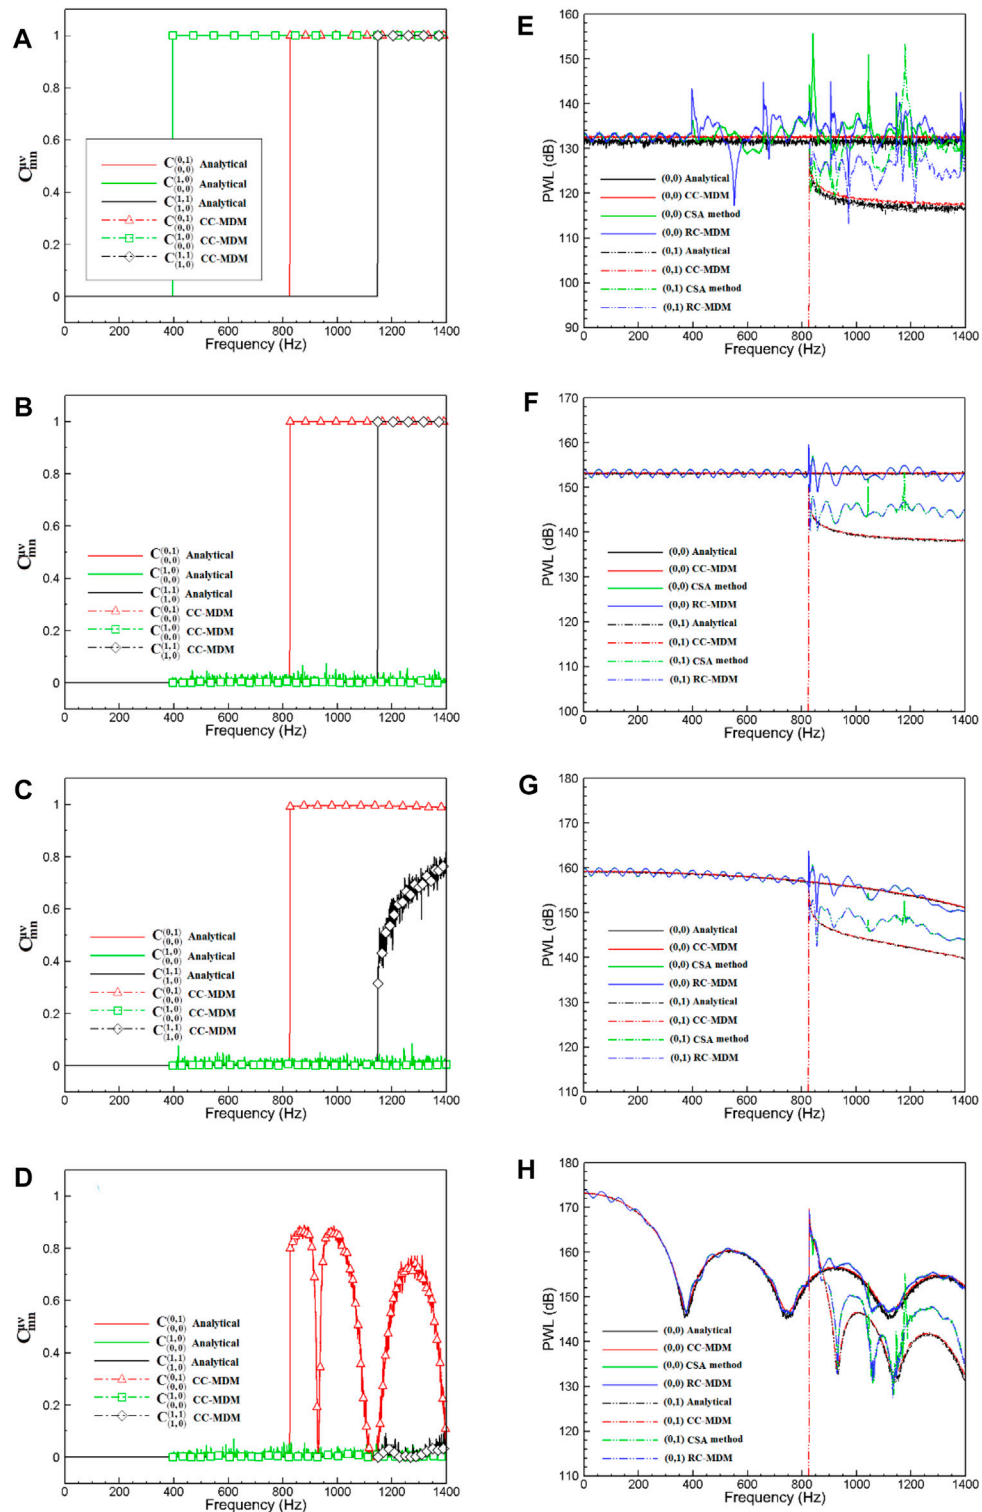 A
1
0.8
0.6
0.4
0.2
0
C^μν_mn
C^(0,1)_(0,0) Analytical
C^(1,0)_(0,0) Analytical
C^(1,1)_(1,0) Analytical
C^(0,1)_(0,0) CC-MDM
C^(1,0)_(0,0) CC-MDM
C^(1,1)_(1,0) CC-MDM
0 200 400 600 800 1000 1200 1400
Frequency (Hz)
E
160
150
140
130
120
110
100
90
PWL (dB)
(0,0) Analytical
(0,0) CC-MDM
(0,0) CSA method
(0,0) RC-MDM
(0,1) Analytical
(0,1) CC-MDM
(0,1) CSA method
(0,1) RC-MDM
0 200 400 600 800 1000 1200 1400
Frequency (Hz)
B
1
0.8
0.6
0.4
0.2
0
C^μν_mn
C^(0,1)_(0,0) Analytical
C^(1,0)_(0,0) Analytical
C^(1,1)_(1,0) Analytical
C^(0,1)_(0,0) CC-MDM
C^(1,0)_(0,0) CC-MDM
C^(1,1)_(1,0) CC-MDM
0 200 400 600 800 1000 1200 1400
Frequency (Hz)
F
170
160
150
140
130
120
110
100
PWL (dB)
(0,0) Analytical
(0,0) CC-MDM
(0,0) CSA method
(0,0) RC-MDM
(0,1) Analytical
(0,1) CC-MDM
(0,1) CSA method
(0,1) RC-MDM
0 200 400 600 800 1000 1200 1400
Frequency (Hz)
C
1
0.8
0.6
0.4
0.2
0
C^μν_mn
C^(0,1)_(0,0) Analytical
C^(1,0)_(0,0) Analytical
C^(1,1)_(1,0) Analytical
C^(0,1)_(0,0) CC-MDM
C^(1,0)_(0,0) CC-MDM
C^(1,1)_(1,0) CC-MDM
0 200 400 600 800 1000 1200 1400
Frequency (Hz)
G
180
170
160
150
140
130
120
110
PWL (dB)
(0,0) Analytical
(0,0) CC-MDM
(0,0) CSA method
(0,0) RC-MDM
(0,1) Analytical
(0,1) CC-MDM
(0,1) CSA method
(0,1) RC-MDM
0 200 400 600 800 1000 1200 1400
Frequency (Hz)
D
1
0.8
0.6
0.4
0.2
0
C^μν_mn
C^(0,1)_(0,0) Analytical
C^(1,0)_(0,0) Analytical
C^(1,1)_(1,0) Analytical
C^(0,1)_(0,0) CC-MDM
C^(1,0)_(0,0) CC-MDM
C^(1,1)_(1,0) CC-MDM
0 200 400 600 800 1000 1200 1400
Frequency (Hz)
H
180
170
160
150
140
130
120
110
PWL (dB)
(0,0) Analytical
(0,0) CC-MDM
(0,0) CSA method
(0,0) RC-MDM
(0,1) Analytical
(0,1) CC-MDM
(0,1) CSA method
(0,1) RC-MDM
0 200 400 600 800 1000 1200 1400
Frequency (Hz)